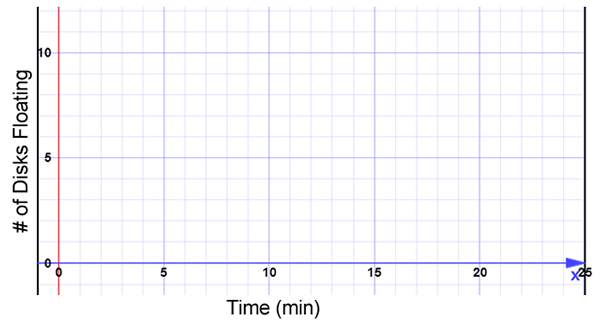 # of Disks Floating
10
5
0
0 5 10 15 20 25
x
Time (min)